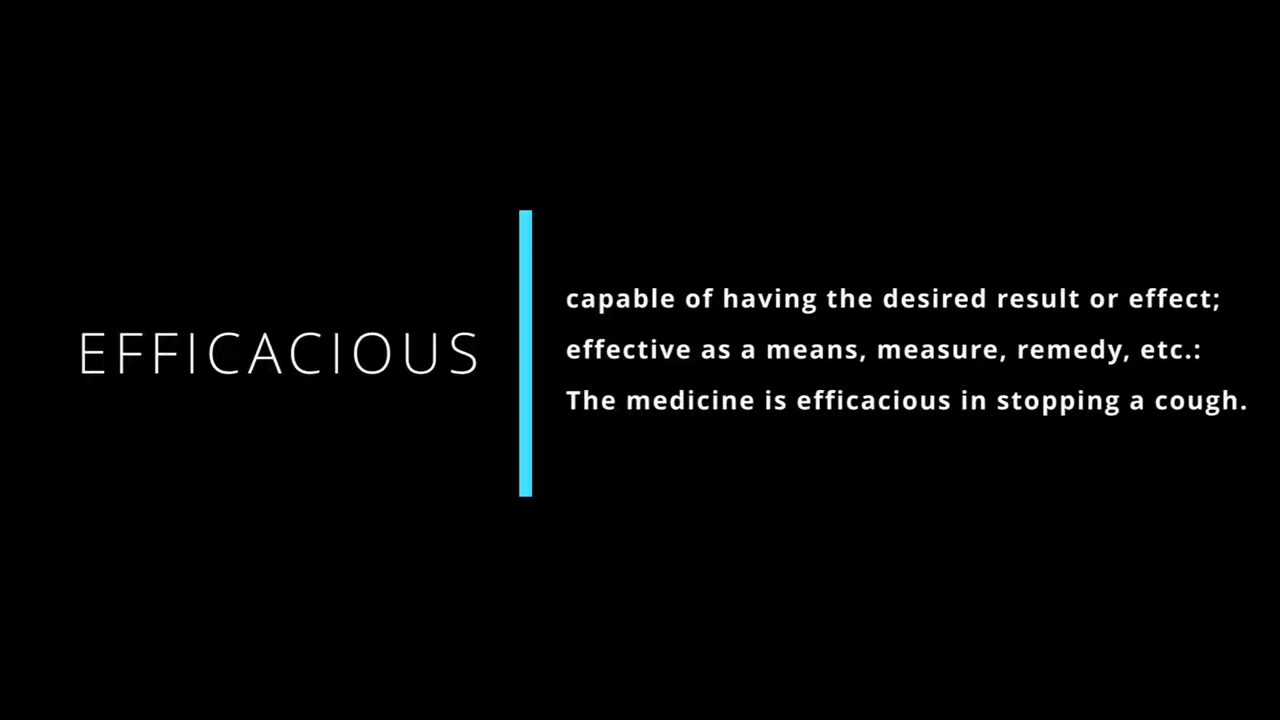 EFFICACIOUS
capable of having the desired result or effect;
effective as a means, measure, remedy, etc.:
The medicine is efficacious in stopping a cough.